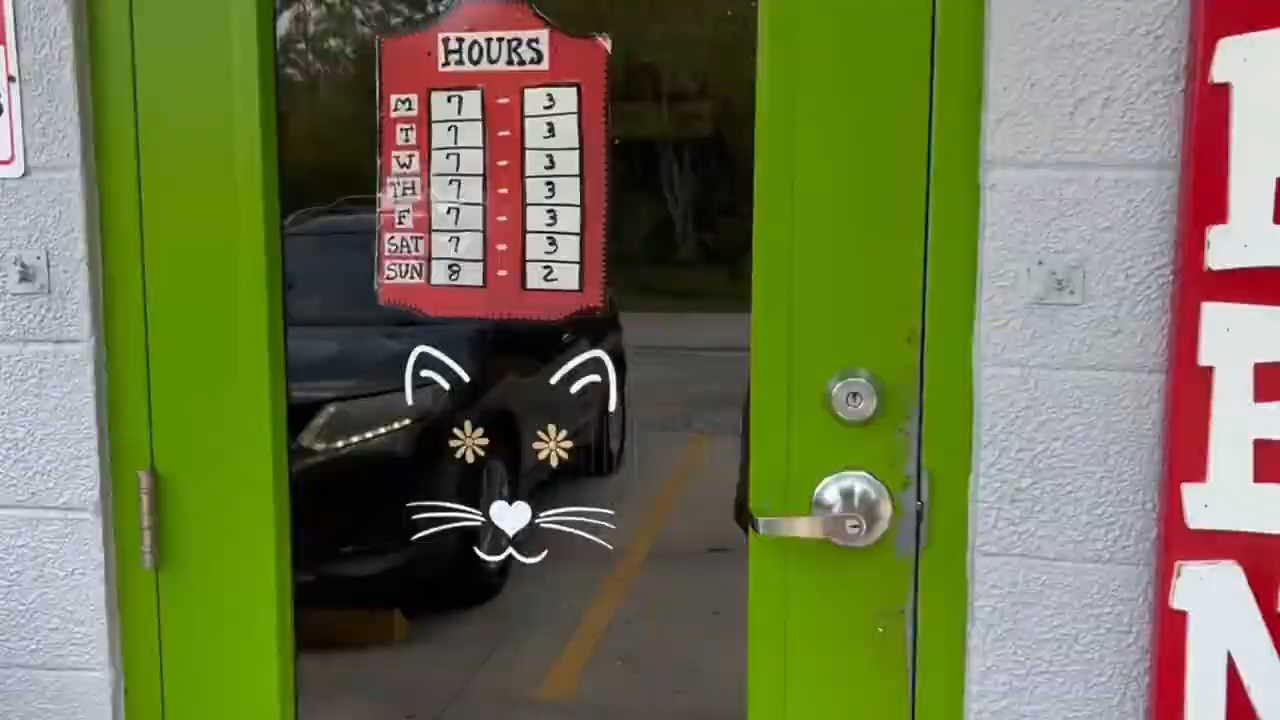 HOURS
M 7 - 3
T 7 - 3
W 7 - 3
TH 7 - 3
F 7 - 3
SAT 7 - 3
SUN 8 - 2